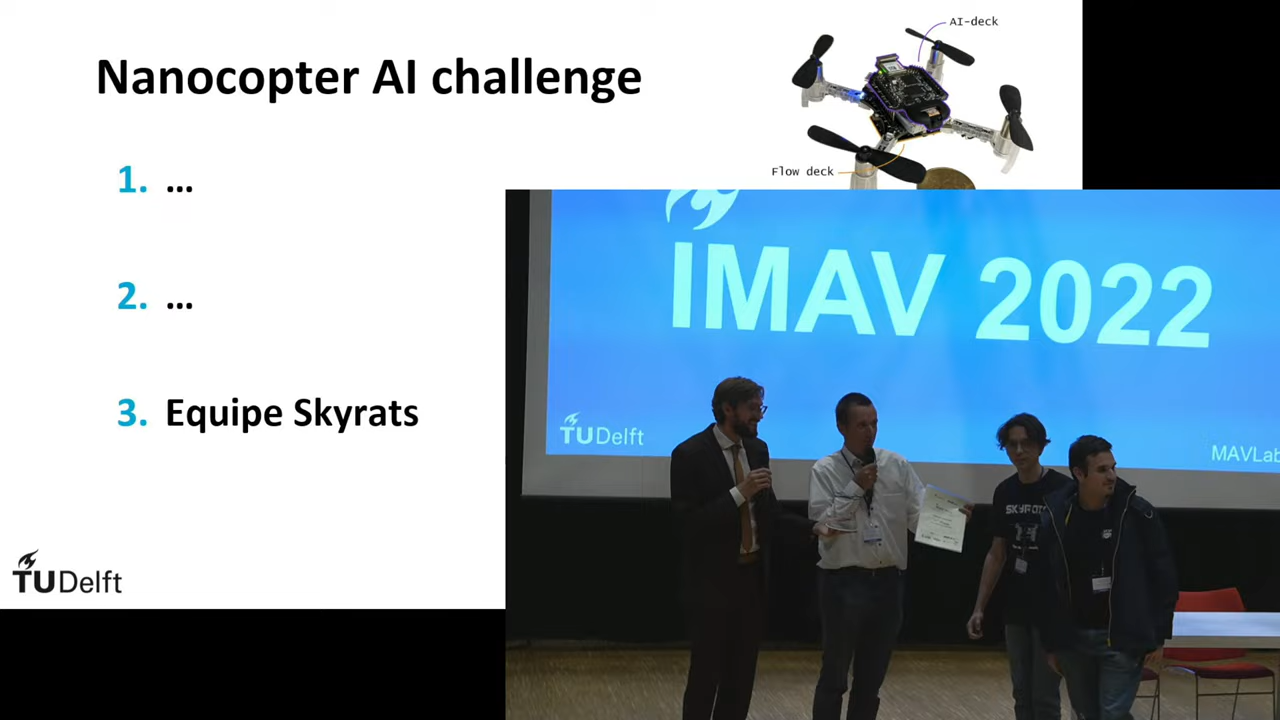 Nanocopter AI challenge
AI-deck
Flow deck
1. ...
2. ...
3. Equipe Skyrats
TUDelft
IMAV 2022
TUDelft
MAVLab
SKYRATS